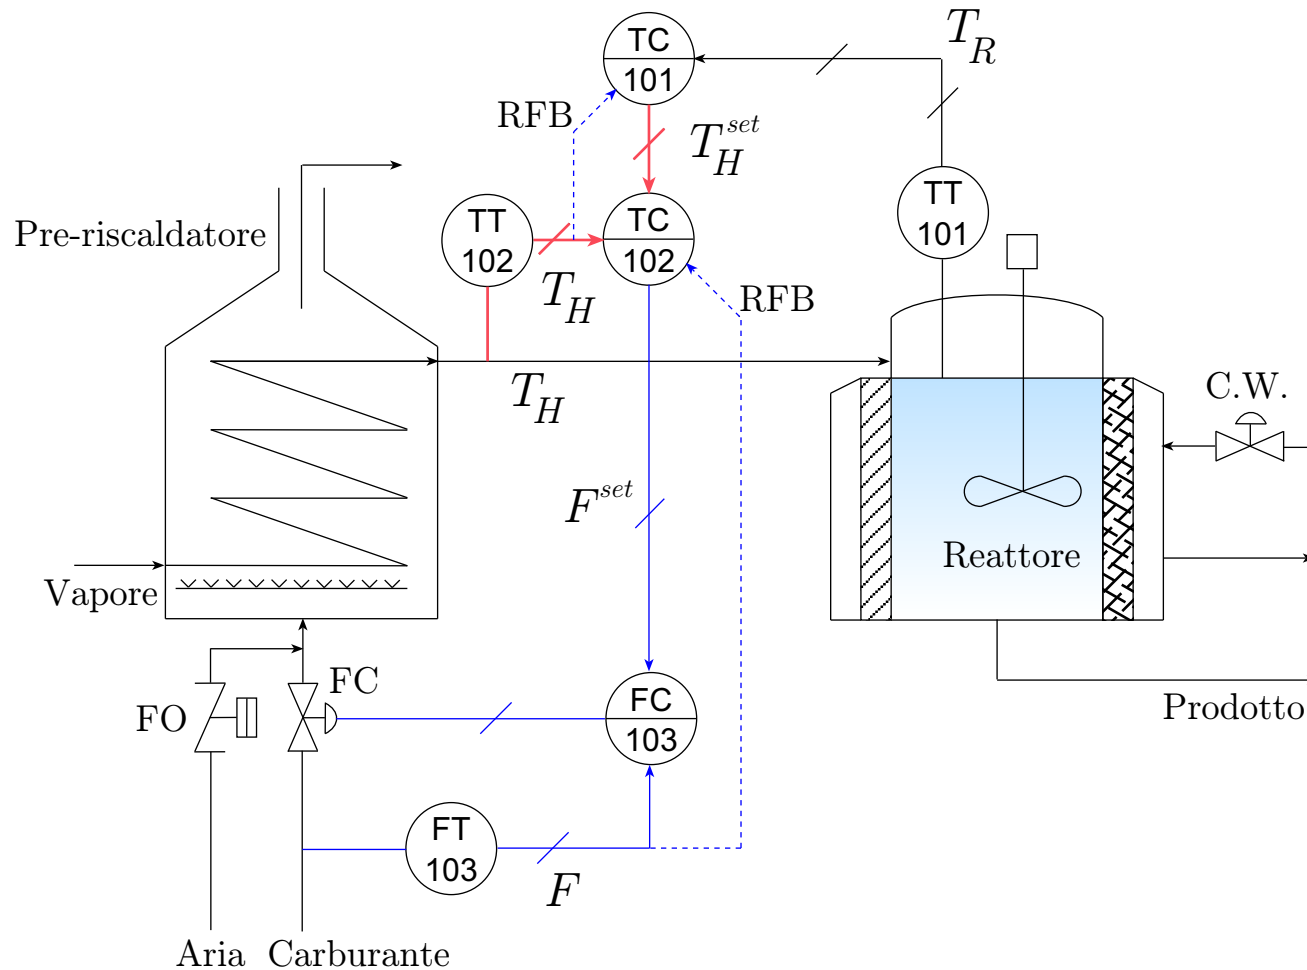 TC
101
T_R
RFB
T_H^{set}
TT
101
TC
102
TT
102
Pre-riscaldatore
T_H
RFB
T_H
C.W.
F^{set}
Reattore
Vapore
FC
FO
FC
103
Prodotto
FT
103
F
Aria
Carburante